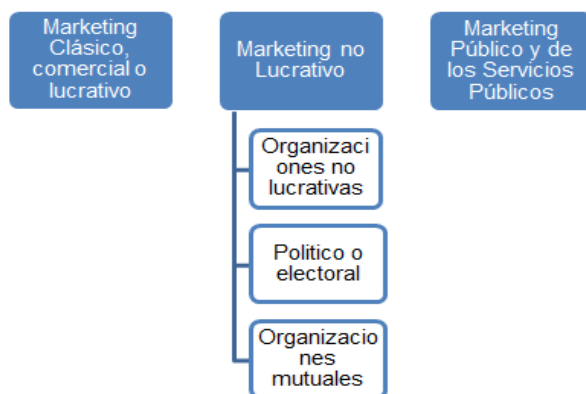 Marketing
Clásico,
comercial o
lucrativo
Marketing no
Lucrativo
Marketing
Público y de
los Servicios
Públicos
Organizaci
ones no
lucrativas
Politico o
electoral
Organizacio
nes
mutuales